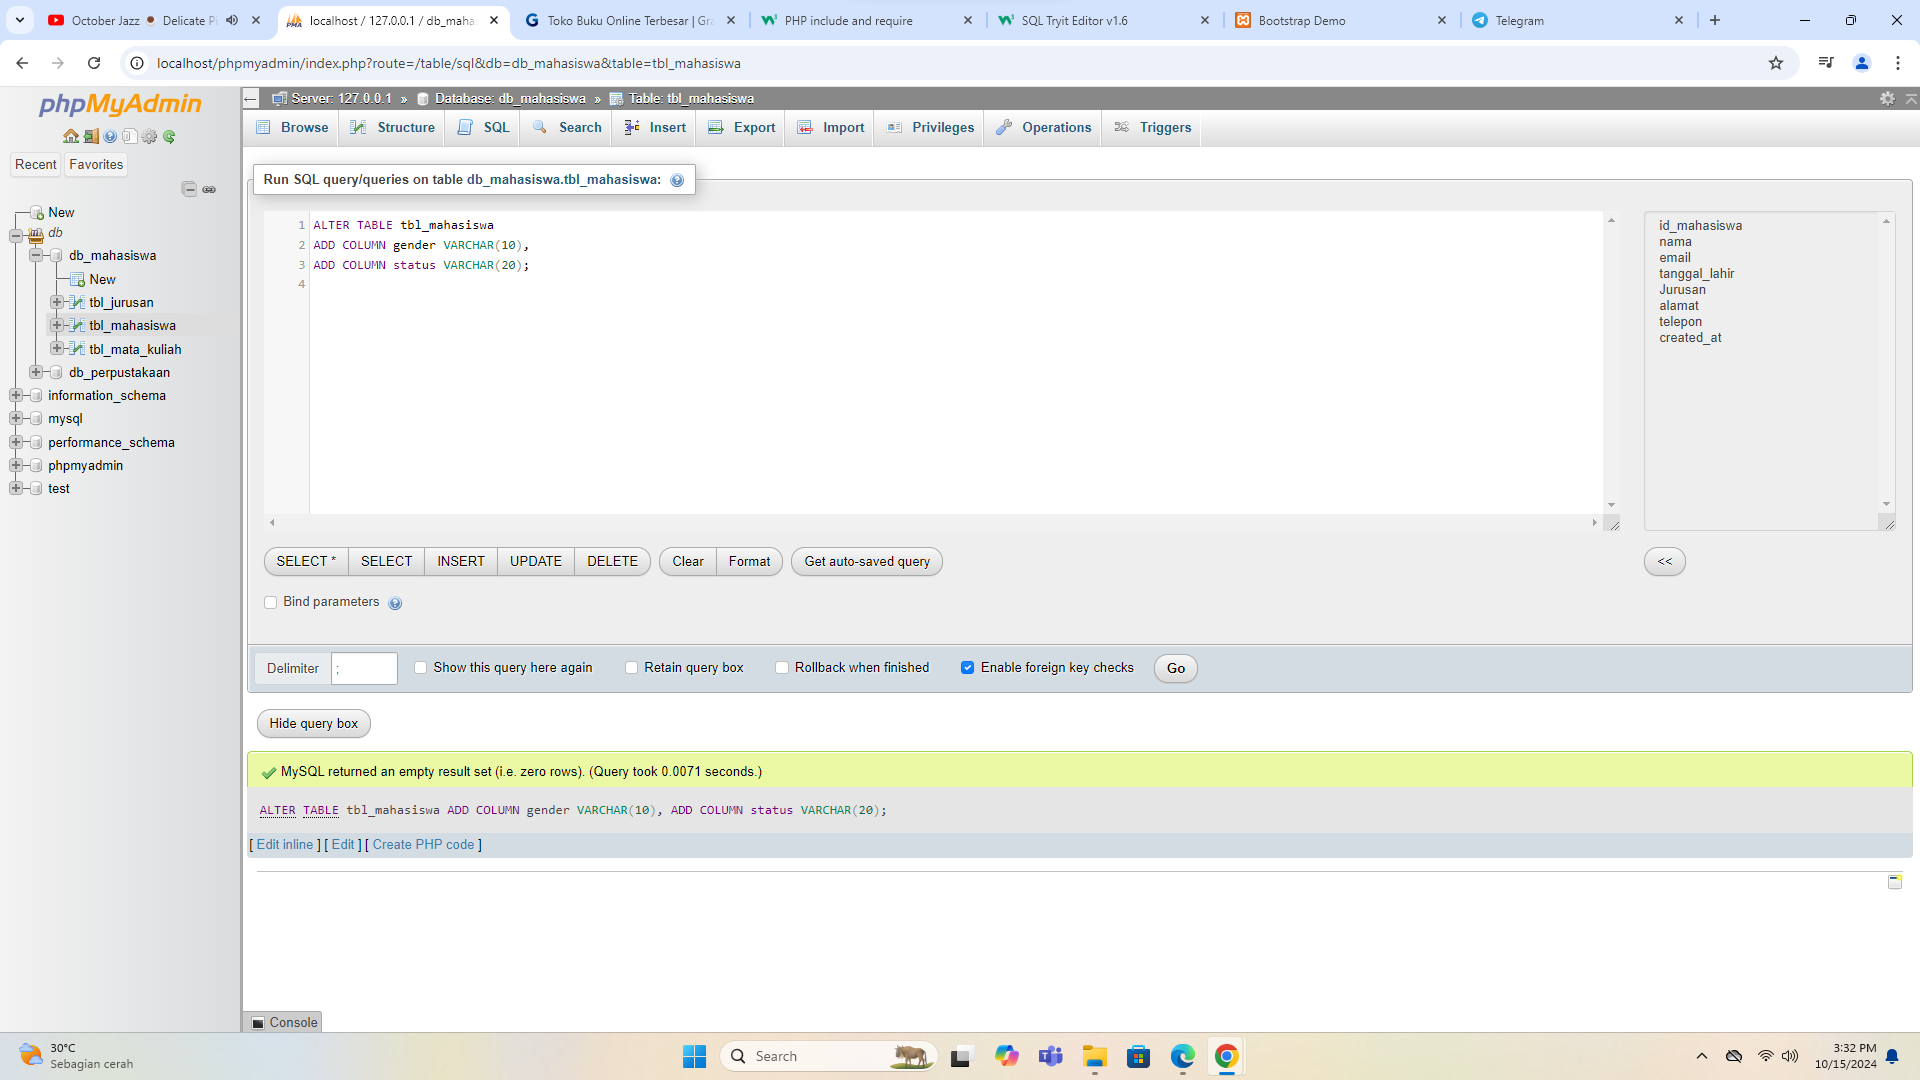 October Jazz
Delicate Pi
localhost / 127.0.0.1 / db_mahas
Toko Buku Online Terbesar | Gra
PHP include and require
SQL Tryit Editor v1.6
Bootstrap Demo
Telegram
localhost/phpmyadmin/index.php?route=/table/sql&db=db_mahasiswa&table=tbl_mahasiswa
phpMyAdmin
Recent
Favorites
New
db
db_mahasiswa
New
tbl_jurusan
tbl_mahasiswa
tbl_mata_kuliah
db_perpustakaan
information_schema
mysql
performance_schema
phpmyadmin
test
Server: 127.0.0.1 » Database: db_mahasiswa » Table: tbl_mahasiswa
Browse
Structure
SQL
Search
Insert
Export
Import
Privileges
Operations
Triggers
Run SQL query/queries on table db_mahasiswa.tbl_mahasiswa:
1 ALTER TABLE tbl_mahasiswa
2 ADD COLUMN gender VARCHAR(10),
3 ADD COLUMN status VARCHAR(20);
4
id_mahasiswa
nama
email
tanggal_lahir
Jurusan
alamat
telepon
created_at
SELECT *
SELECT
INSERT
UPDATE
DELETE
Clear
Format
Get auto-saved query
<<
Bind parameters
Delimiter
;
Show this query here again
Retain query box
Rollback when finished
Enable foreign key checks
Go
Hide query box
MySQL returned an empty result set (i.e. zero rows). (Query took 0.0071 seconds.)
ALTER TABLE tbl_mahasiswa ADD COLUMN gender VARCHAR(10), ADD COLUMN status VARCHAR(20);
[ Edit inline ] [ Edit ] [ Create PHP code ]
Console
30°C
Sebagian cerah
Search
3:32 PM
10/15/2024